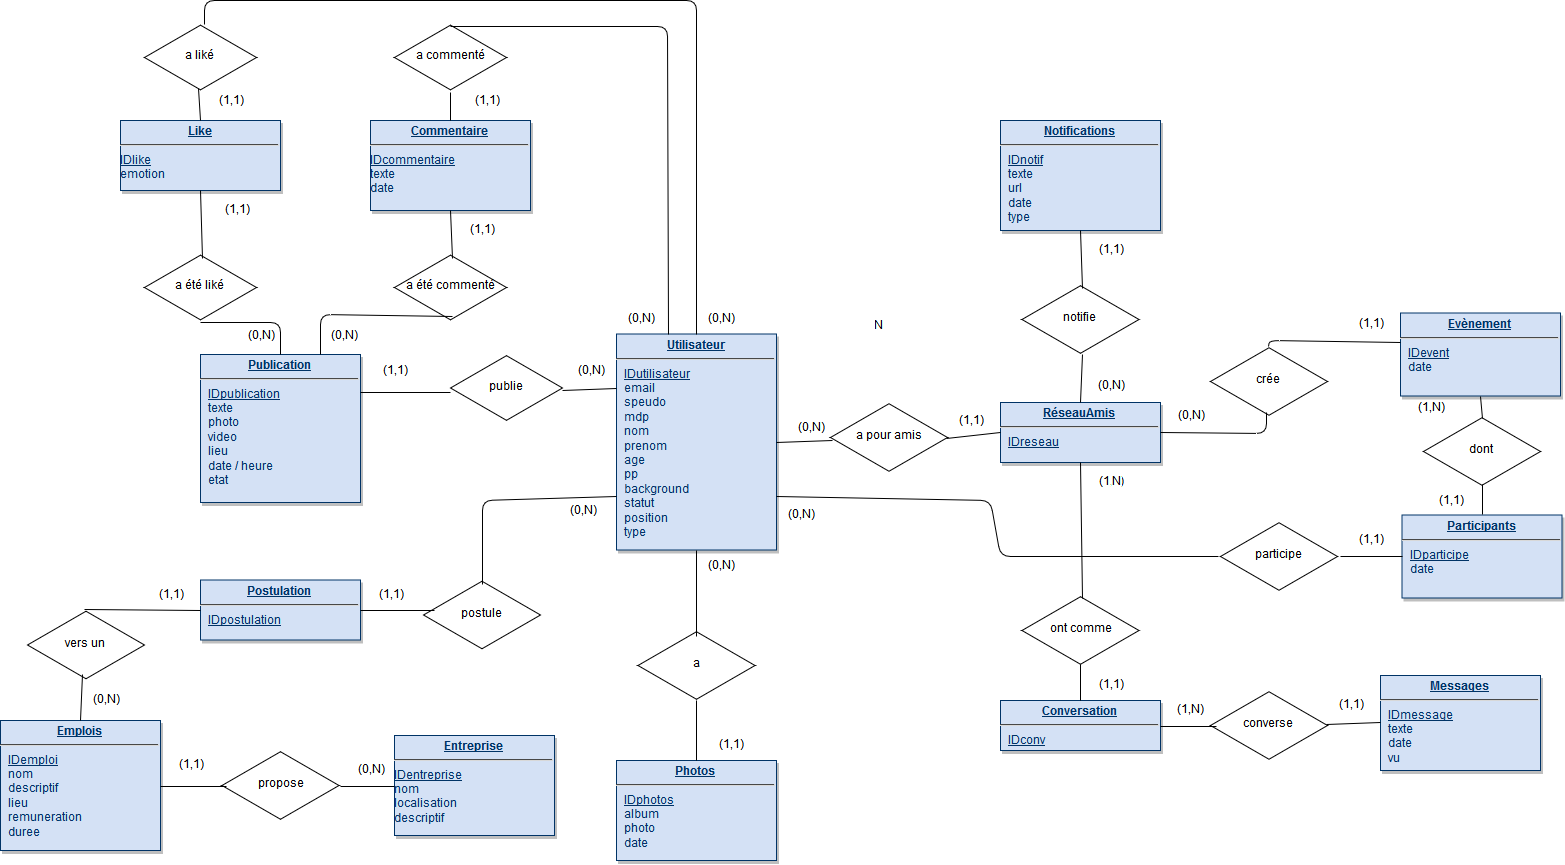 a liké
a commenté
(1,1)
(1,1)
Like
IDlike
emotion
Commentaire
IDcommentaire
texte
date
Notifications
IDnotif
texte
url
date
type
(1,1)
(1,1)
(1,1)
a été liké
a été commenté
(0,N)
(0,N)
(0,N)
(0,N)
N
notifie
(1,1)
Evènement
IDevent
date
Publication
IDpublication
texte
photo
video
lieu
date / heure
etat
(1,1)
publie
(0,N)
Utilisateur
IDutilisateur
email
speudo
mdp
nom
prenom
age
pp
background
statut
position
type
(0,N)
a pour amis
(1,1)
(0,N)
RéseauAmis
IDreseau
(0,N)
crée
(1,N)
dont
(1,1)
(1N)
(0,N)
(0,N)
participe
(1,1)
Participants
IDparticipe
date
(1,1)
Postulation
IDpostulation
(1,1)
postule
(0,N)
vers un
(0,N)
a
(1,1)
ont comme
(1,1)
Emplois
IDemploi
nom
descriptif
lieu
remuneration
duree
(1,1)
propose
(0,N)
Entreprise
IDentreprise
nom
localisation
descriptif
Photos
IDphotos
album
photo
date
Conversation
IDconv
(1,N)
converse
(1,1)
Messages
IDmessage
texte
date
vu